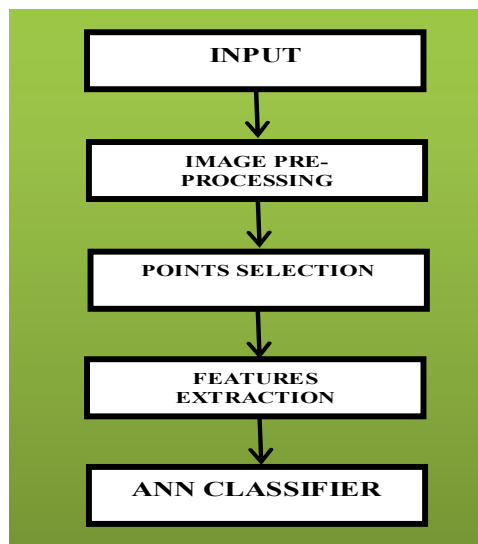 INPUT
IMAGE PRE-
PROCESSING
POINTS SELECTION
FEATURES
EXTRACTION
ANN CLASSIFIER